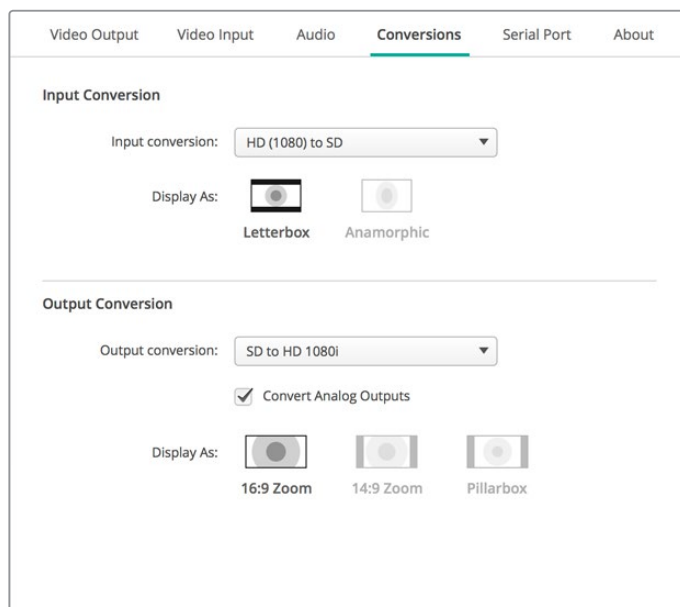 Video Output Video Input Audio Conversions Serial Port About
Input Conversion
Input conversion: HD (1080) to SD
Display As:
Letterbox Anamorphic
Output Conversion
Output conversion: SD to HD 1080i
Convert Analog Outputs
Display As:
16:9 Zoom 14:9 Zoom Pillarbox